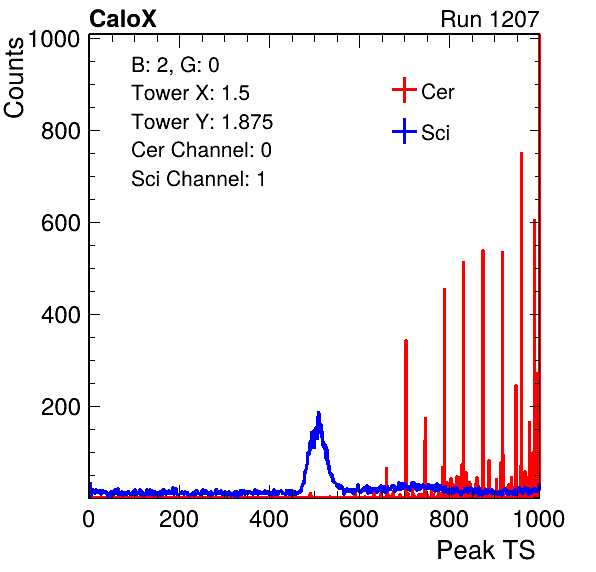 CaloX Run 1207
Counts
1000
800
600
400
200
B: 2, G: 0
Tower X: 1.5
Tower Y: 1.875
Cer Channel: 0
Sci Channel: 1
Cer
Sci
0 200 400 600 800 1000
Peak TS